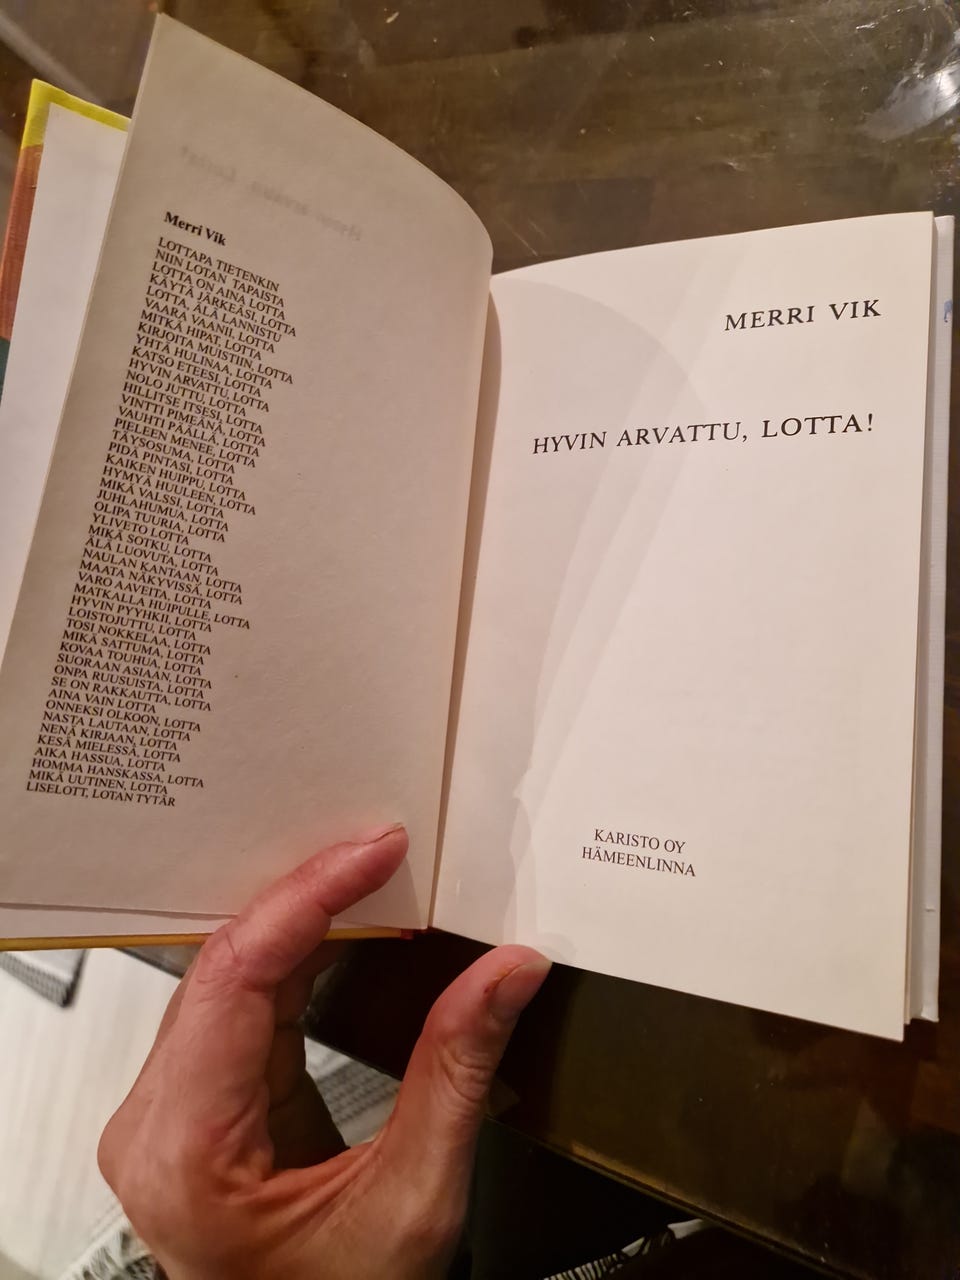 Merri Vik
LOTTAPA TIETENKIN
NIIN LOTAN TAPAISTA
LOTTA ON AINA LOTTA
KÄYTÄ JÄRKEÄSI, LOTTA
LOTTA, ÄLÄ LANNISTU
VAARA VAANII, LOTTA
MITKÄ HIPAT, LOTTA
KIRJOITA MUISTIIN, LOTTA
YHTÄ HULINAA, LOTTA
KATSO ETEESI, LOTTA
HYVIN ARVATTU, LOTTA
NOLO JUTTU, LOTTA
HILLITSE ITSESI, LOTTA
VINTTI PIMEÄNÄ, LOTTA
VAUHTI PÄÄLLÄ, LOTTA
PIELEEN MENEE, LOTTA
TÄYSOSUMA, LOTTA
PIDÄ PINTASI, LOTTA
KAIKEN HUIPPU, LOTTA
HYMYÄ HUULEEN, LOTTA
MIKÄ VALSSI, LOTTA
JUHLAHUMUA, LOTTA
OLIPA TUURIA, LOTTA
YLIVETO LOTTA
MIKÄ SOTKU, LOTTA
ÄLÄ LUOVUTA, LOTTA
NAULAN KANTAAN, LOTTA
MAATA NÄKYVISSÄ, LOTTA
VARO AAVEITA, LOTTA
MATKALLA HUIPULLE, LOTTA
HYVIN PYYHKII, LOTTA
LOISTOJUTTU, LOTTA
TOSI NOKKELAA, LOTTA
MIKÄ SATTUMA, LOTTA
KOVAA TOUHUA, LOTTA
SUORAAN ASIAAN, LOTTA
ONPA RUUSUISTA, LOTTA
SE ON RAKKAUTTA, LOTTA
AINA VAIN LOTTA
ONNEKSI OLKOON, LOTTA
NASTA LAUTAAN, LOTTA
NENÄ KIRJAAN, LOTTA
KESÄ MIELESSÄ, LOTTA
AIKA HASSUA, LOTTA
HOMMA HANSKASSA, LOTTA
MIKÄ UUTINEN, LOTTA
LISELOTT, LOTAN TYTÄR
MERRI VIK
HYVIN ARVATTU, LOTTA!
KARISTO OY
HÄMEENLINNA